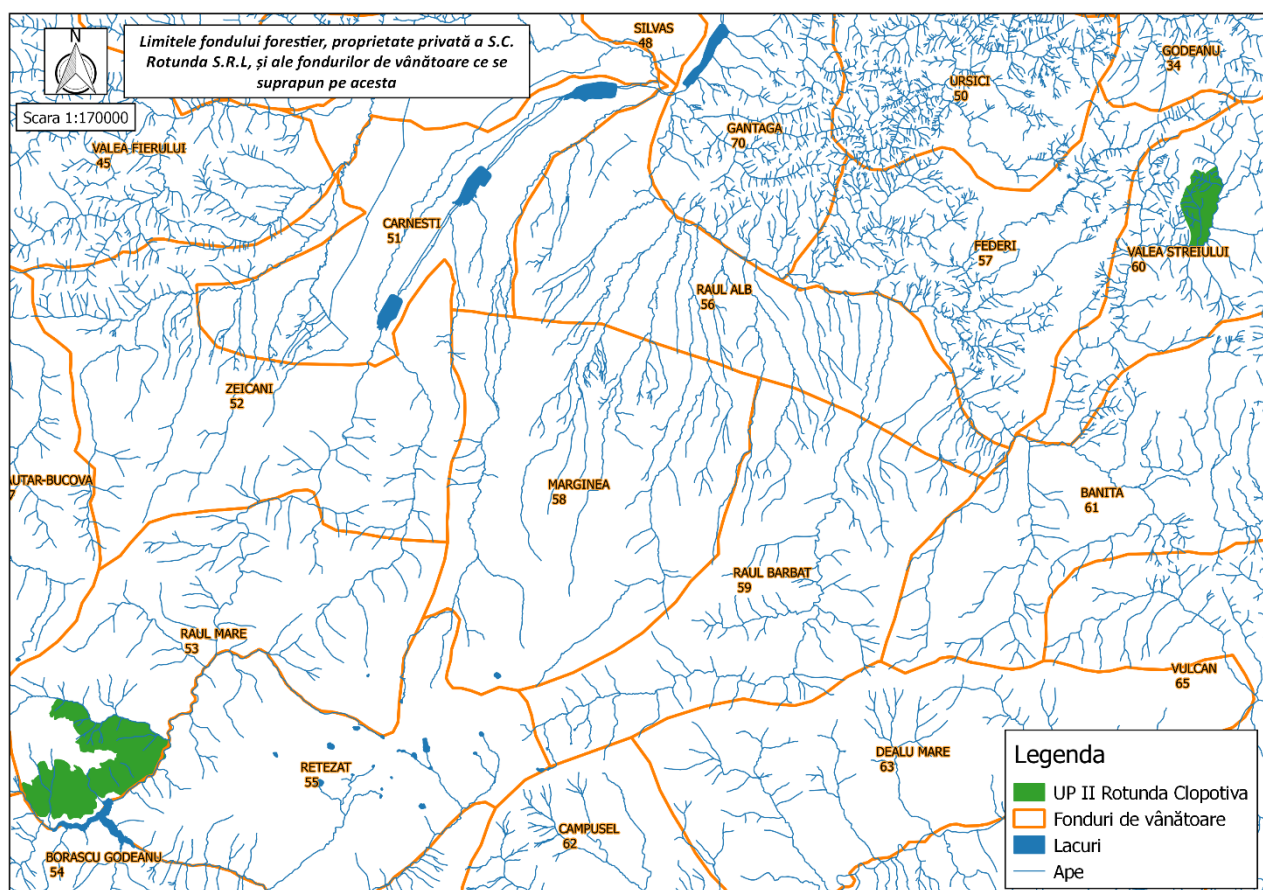 N
Limitele fondului forestier, proprietate privată a S.C.
Rotunda S.R.L, și ale fondurilor de vânătoare ce se
suprapun pe acesta
Scara 1:170000
SILVAS
48
GODEANU
34
URSICI
50
GANTAGA
70
VALEA FIERULUI
45
CARNESTI
51
FEDERI
57
VALEA STREIULUI
60
RAUL ALB
56
ZEICANI
52
AUTAR-BUCOVA
7
MARGINEA
58
BANITA
61
RAUL BARBAT
59
RAUL MARE
53
VULCAN
65
DEALU MARE
63
RETEZAT
55
CAMPUSEL
62
BORASCU GODEANU
54
Legenda
UP II Rotunda Clopotiva
Fonduri de vânătoare
Lacuri
Ape